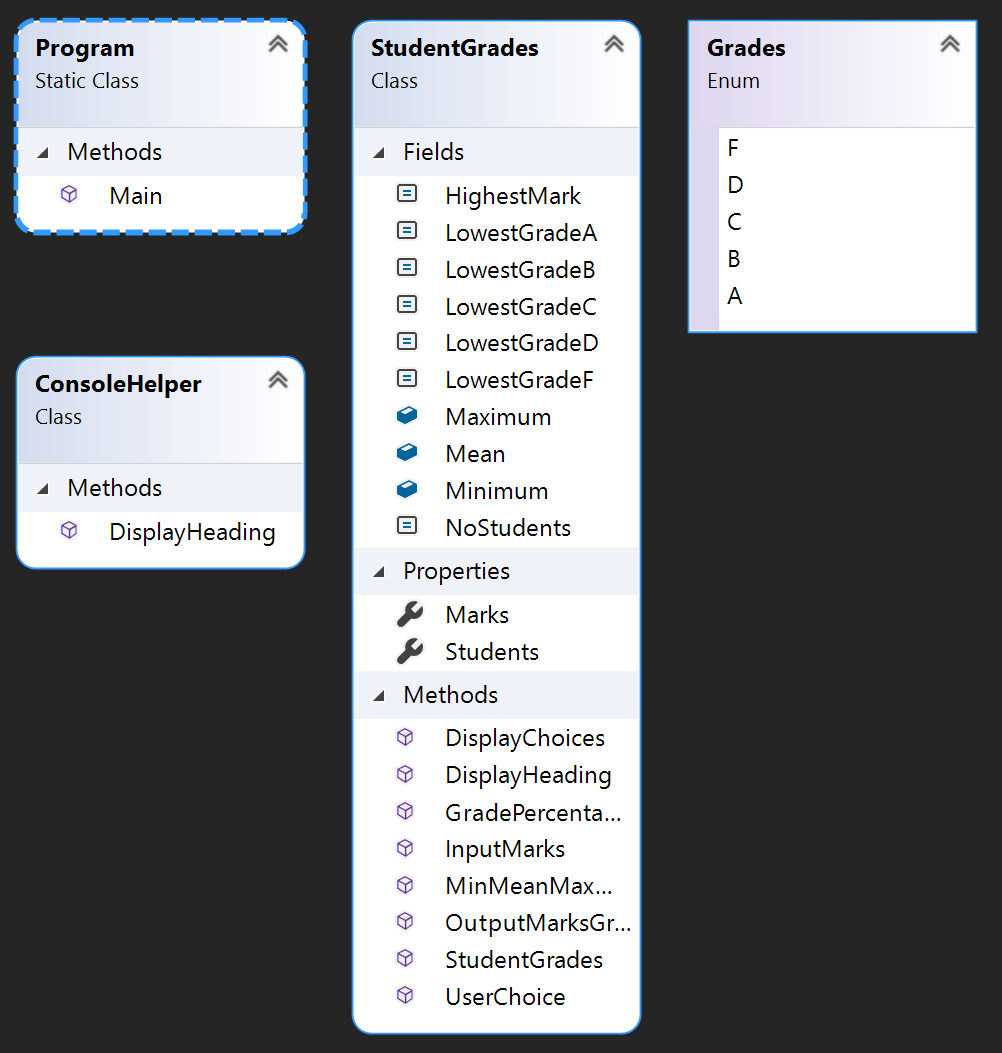 Program
Static Class
Methods
Main
ConsoleHelper
Class
Methods
DisplayHeading
StudentGrades
Class
Fields
HighestMark
LowestGradeA
LowestGradeB
LowestGradeC
LowestGradeD
LowestGradeF
Maximum
Mean
Minimum
NoStudents
Properties
Marks
Students
Methods
DisplayChoices
DisplayHeading
GradePercenta...
InputMarks
MinMeanMax...
OutputMarksGr...
StudentGrades
UserChoice
Grades
Enum
F
D
C
B
A